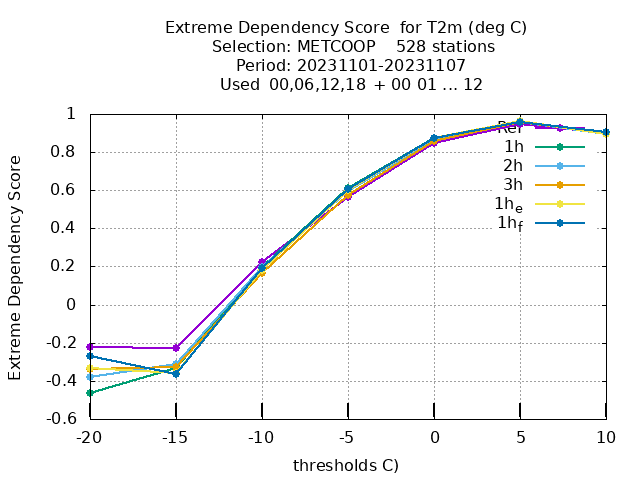 Extreme Dependency Score  for T2m (deg C)
Selection: METCOOP    528 stations
Period: 20231101-20231107
Used  00,06,12,18  + 00 01 ... 12
Extreme Dependency Score
1
0.8
0.6
0.4
0.2
0
-0.2
-0.4
-0.6
-20
-15
-10
-5
0
5
10
thresholds C)
Ref
1h
2h
3h
1he
1hf